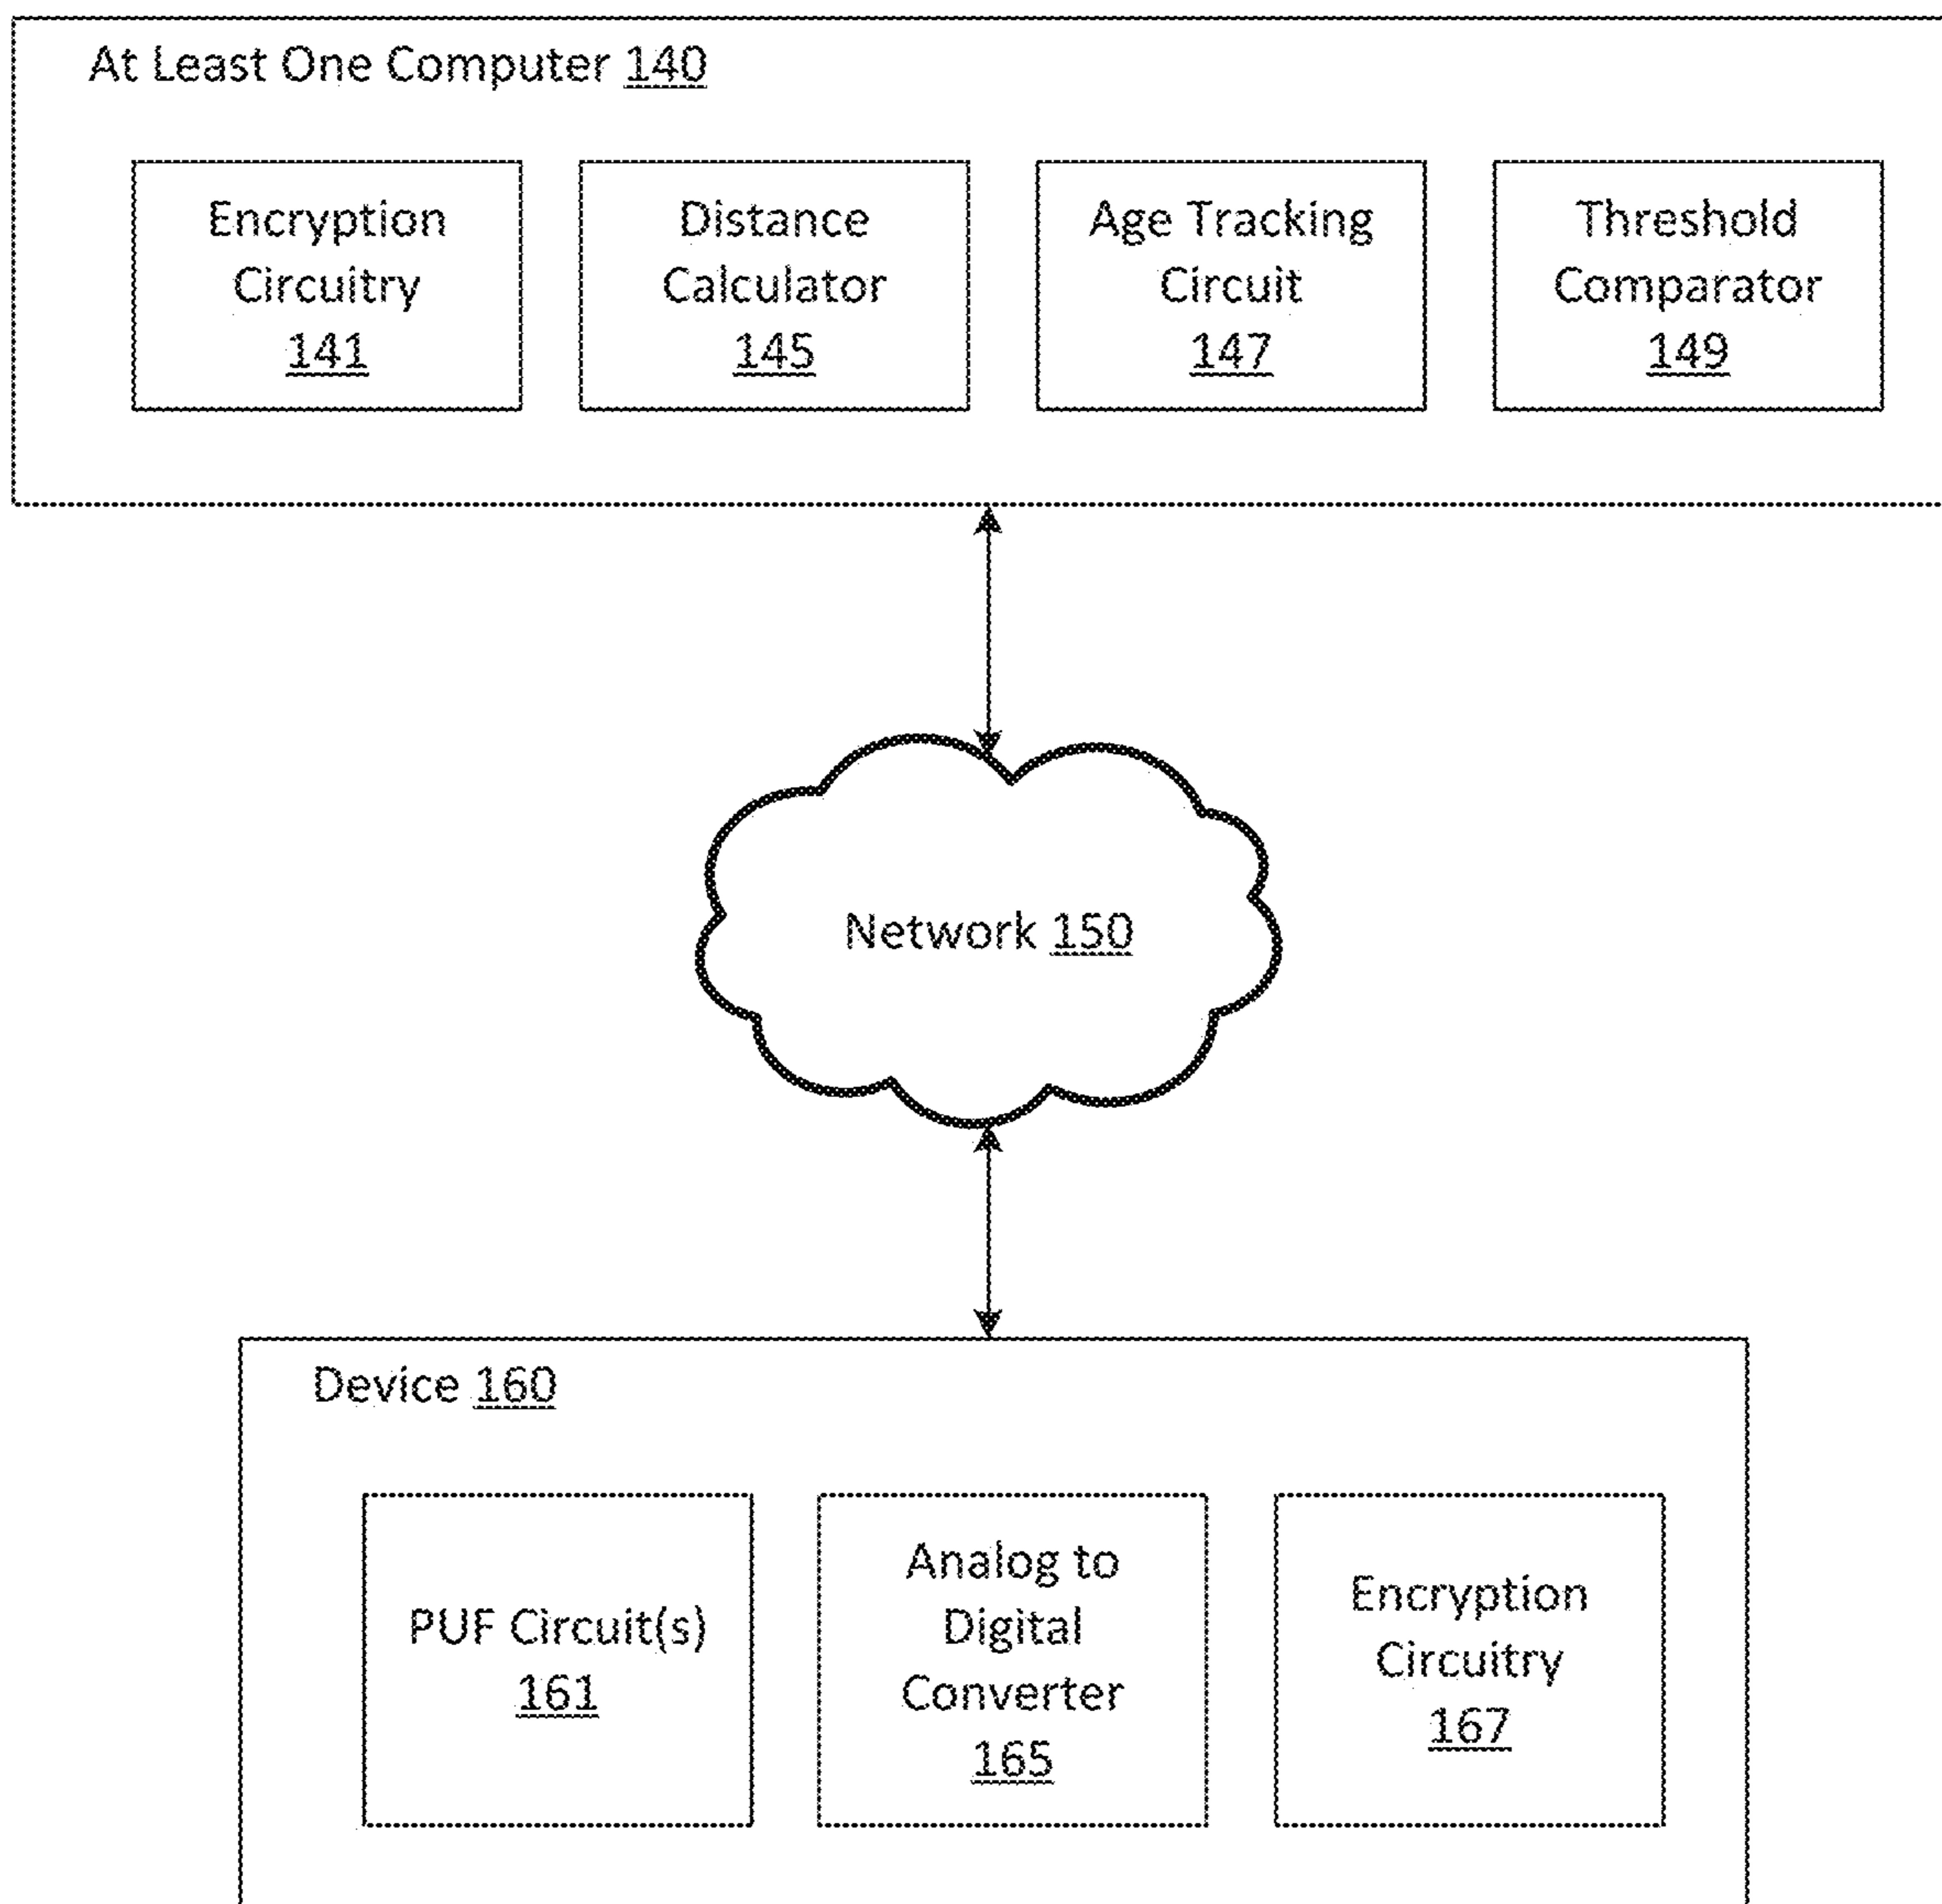 At Least One Computer 140
Encryption
Circuitry
141
Distance
Calculator
145
Age Tracking
Circuit
147
Threshold
Comparator
149
Network 150
Device 160
PUF Circuit(s)
161
Analog to
Digital
Converter
165
Encryption
Circuitry
167